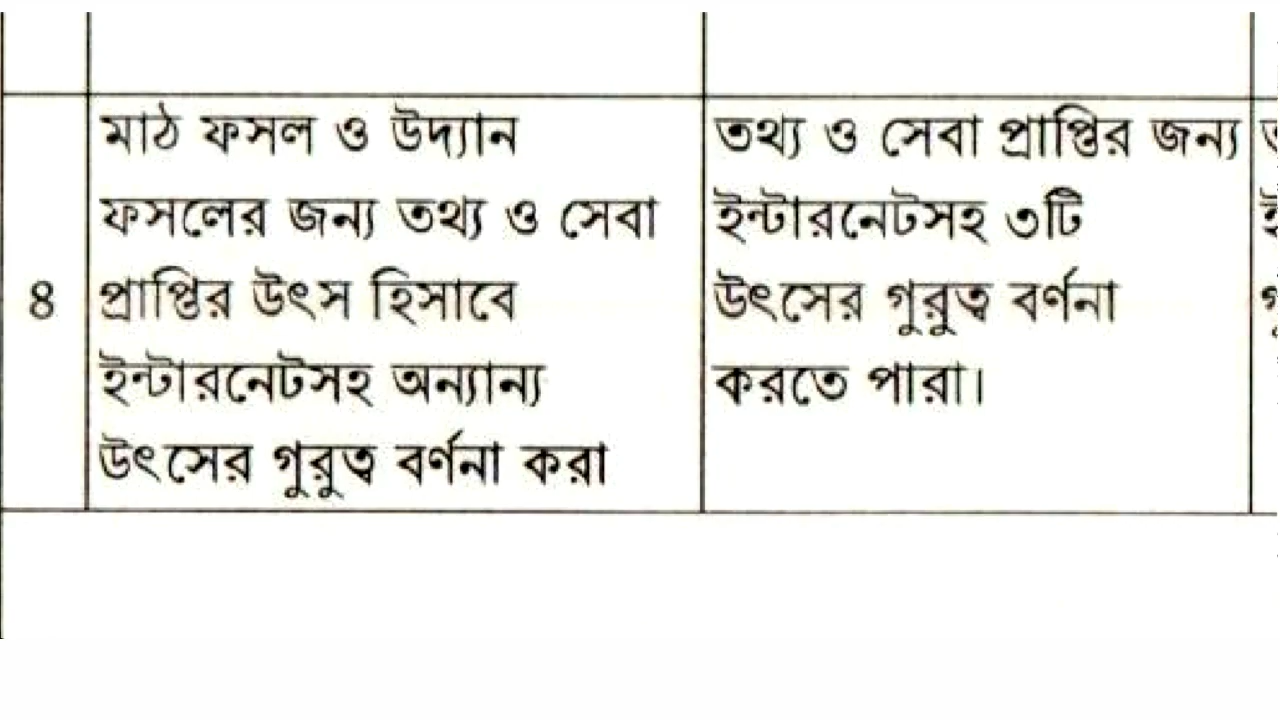 মাঠ ফসল ও উদ্যান
ফসলের জন্য তথ্য ও সেবা
৪ প্রাপ্তির উৎস হিসাবে
ইন্টারনেটসহ অন্যান্য
উৎসের গুরুত্ব বর্ণনা করা
তথ্য ও সেবা প্রাপ্তির জন্য
ইন্টারনেটসহ ৩টি
উৎসের গুরুত্ব বর্ণনা
করতে পারা।